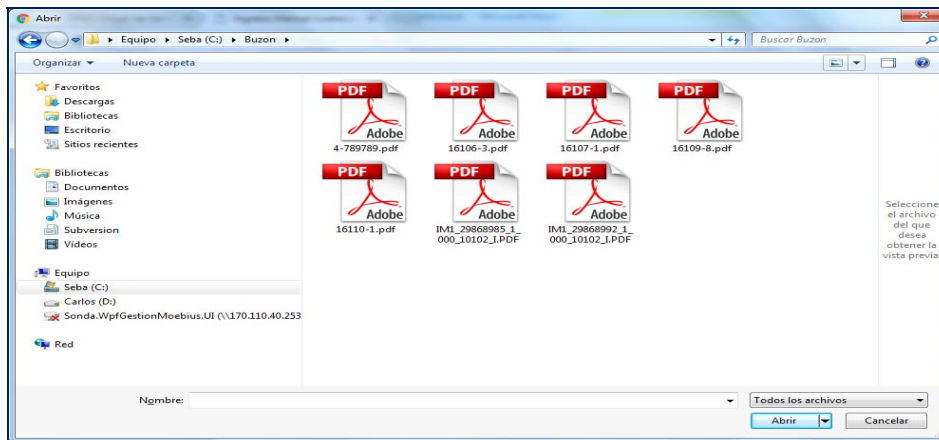 Abrir
Equipo Seba (C:) Buzon
Buscar Buzon
Organizar
Nueva carpeta
Favoritos
Descargas
Bibliotecas
Escritorio
Sitios recientes
Bibliotecas
Documentos
Imágenes
Música
Subversion
Vídeos
Equipo
Seba (C:)
Carlos (D:)
Sonda.WpfGestionMoebius.UI (\\170.110.40.253
Red
PDF PDF PDF PDF
Adobe Adobe Adobe Adobe
4-789789.pdf 16106-3.pdf 16107-1.pdf 16109-8.pdf
PDF PDF PDF
Adobe Adobe Adobe
16110-1.pdf IM1_29868985_1_ IM1_29868992_1_
000_10102_I.PDF 000_10102_I.PDF
Seleccione
el archivo
del que
desea
obtener la
vista previa
Nombre:
Todos los archivos
Abrir
Cancelar